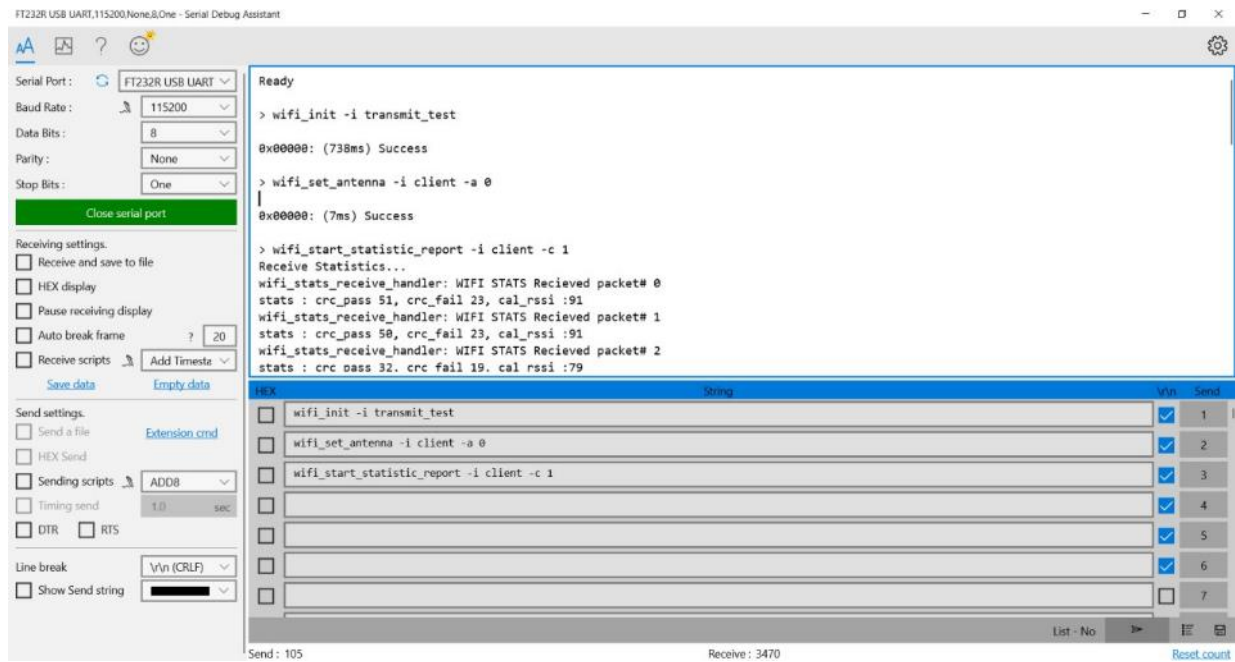 FT232R USB UART,115200,None,8,One - Serial Debug Assistant
AA
?
Serial Port :
FT232R USB UART
Baud Rate :
115200
Data Bits :
8
Parity :
None
Stop Bits :
One
Close serial port
Receiving settings.
Receive and save to file
HEX display
Pause receiving display
Auto break frame ? 20
Receive scripts Add Timesta
Save data Empty data
Send settings.
Send a file Extension cmd
HEX Send
Sending scripts ADD8
Timing send 1.0 sec
DTR RTS
Line break \r\n (CRLF)
Show Send string
Ready
> wifi_init -i transmit_test
0x00000: (738ms) Success
> wifi_set_antenna -i client -a 0
0x00000: (7ms) Success
> wifi_start_statistic_report -i client -c 1
Receive Statistics...
wifi_stats_receive_handler: WIFI STATS Recieved packet# 0
stats : crc_pass 51, crc_fail 23, cal_rssi :91
wifi_stats_receive_handler: WIFI STATS Recieved packet# 1
stats : crc_pass 50, crc_fail 23, cal_rssi :91
wifi_stats_receive_handler: WIFI STATS Recieved packet# 2
stats : crc_pass 32, crc_fail 19, cal_rssi :79
HEX String \r\n Send
wifi_init -i transmit_test 1
wifi_set_antenna -i client -a 0 2
wifi_start_statistic_report -i client -c 1 3
4
5
6
7
List - No
Send : 105 Receive : 3470 Reset count